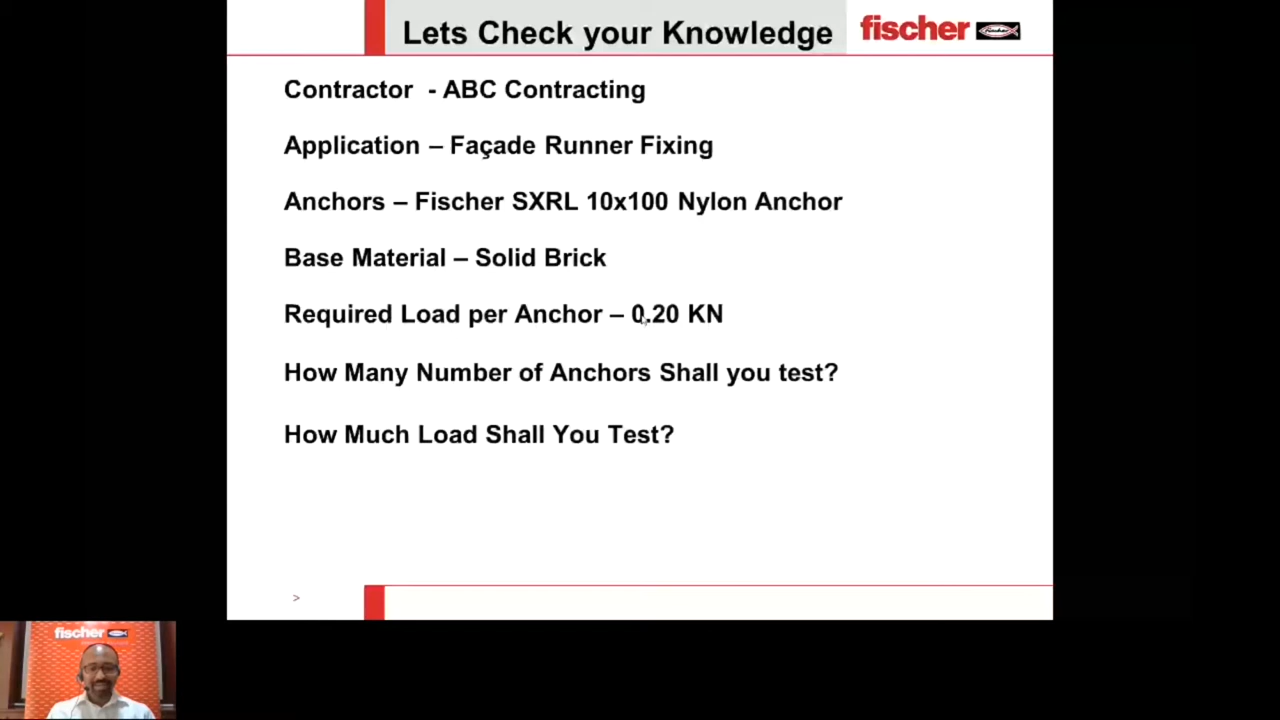 Lets Check your Knowledge
fischer
Contractor - ABC Contracting
Application – Façade Runner Fixing
Anchors – Fischer SXRL 10x100 Nylon Anchor
Base Material – Solid Brick
Required Load per Anchor – 0.20 KN
How Many Number of Anchors Shall you test?
How Much Load Shall You Test?
>
fischer